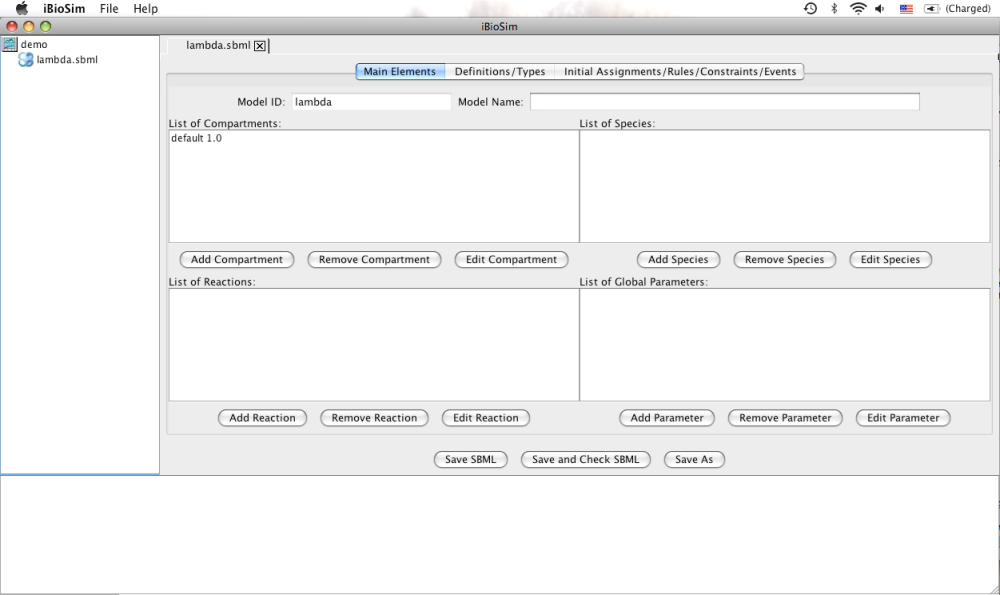 iBioSim File Help (Charged)
iBioSim
demo
lambda.sbml
lambda.sbml
Main Elements Definitions/Types Initial Assignments/Rules/Constraints/Events
Model ID: lambda Model Name:
List of Compartments: List of Species:
default 1.0
Add Compartment Remove Compartment Edit Compartment Add Species Remove Species Edit Species
List of Reactions: List of Global Parameters:
Add Reaction Remove Reaction Edit Reaction Add Parameter Remove Parameter Edit Parameter
Save SBML Save and Check SBML Save As